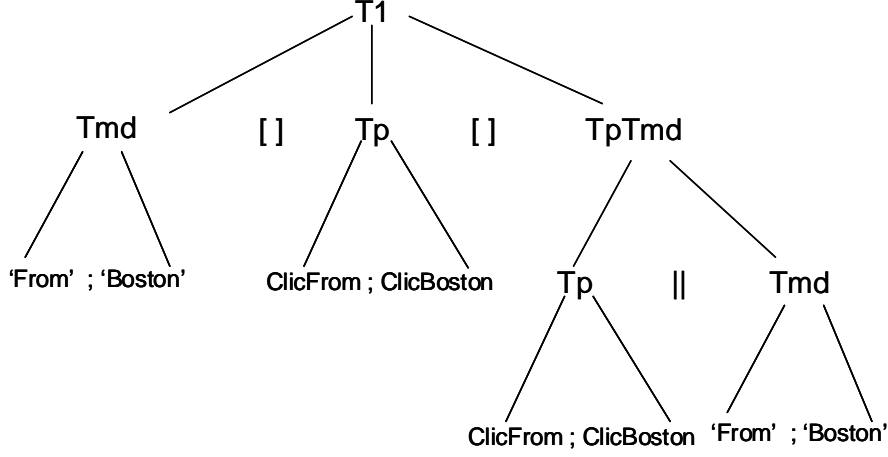 T1
Tmd [ ] Tp [ ] TpTmd
‘From’ ; ‘Boston’ ClicFrom ; ClicBoston Tp || Tmd
ClicFrom ; ClicBoston ‘From’ ; ‘Boston’